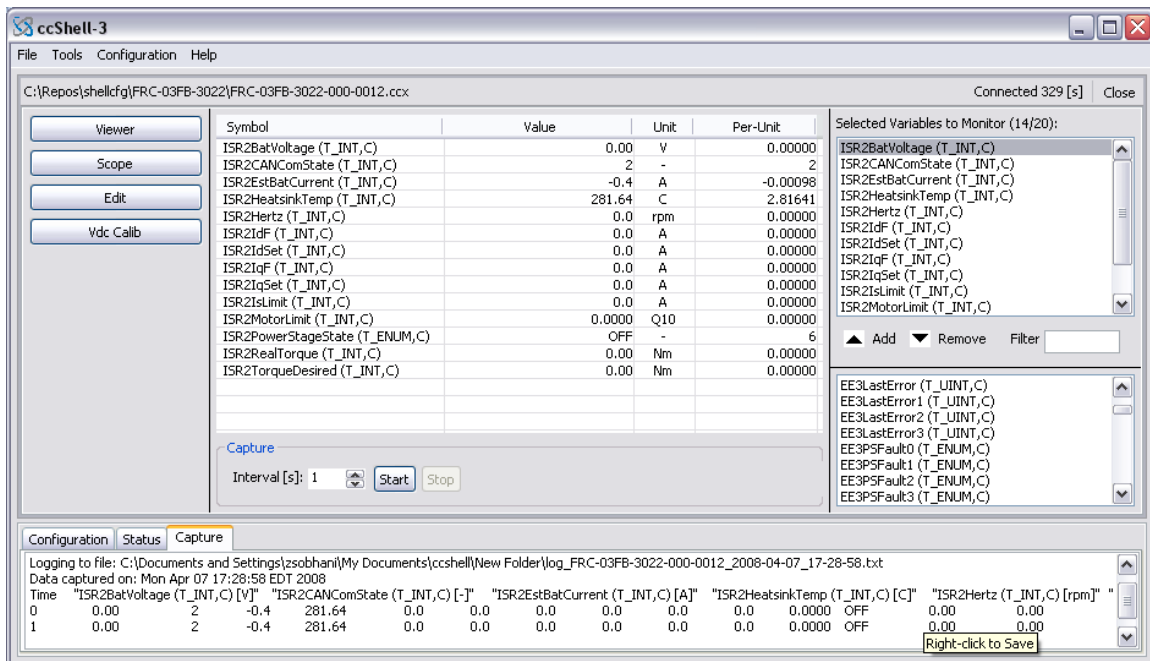 ccShell-3
File Tools Configuration Help
C:\Repos\shellcfg\FRC-03FB-3022\FRC-03FB-3022-000-0012.ccx Connected 329 [s] Close
Viewer
Scope
Edit
Vdc Calib
Symbol Value Unit Per-Unit
ISR2BatVoltage (T_INT,C) 0.00 V 0.00000
ISR2CANComState (T_INT,C) 2 - 2
ISR2EstBatCurrent (T_INT,C) -0.4 A -0.00098
ISR2HeatsinkTemp (T_INT,C) 281.64 C 2.81641
ISR2Hertz (T_INT,C) 0.0 rpm 0.00000
ISR2IdF (T_INT,C) 0.0 A 0.00000
ISR2IdSet (T_INT,C) 0.0 A 0.00000
ISR2IqF (T_INT,C) 0.0 A 0.00000
ISR2IqSet (T_INT,C) 0.0 A 0.00000
ISR2IsLimit (T_INT,C) 0.0 A 0.00000
ISR2MotorLimit (T_INT,C) 0.0000 Q10 0.00000
ISR2PowerStageState (T_ENUM,C) OFF - 6
ISR2RealTorque (T_INT,C) 0.00 Nm 0.00000
ISR2TorqueDesired (T_INT,C) 0.00 Nm 0.00000
Capture
Interval [s]: 1 Start Stop
Selected Variables to Monitor (14/20):
ISR2BatVoltage (T_INT,C)
ISR2CANComState (T_INT,C)
ISR2EstBatCurrent (T_INT,C)
ISR2HeatsinkTemp (T_INT,C)
ISR2Hertz (T_INT,C)
ISR2IdF (T_INT,C)
ISR2IdSet (T_INT,C)
ISR2IqF (T_INT,C)
ISR2IqSet (T_INT,C)
ISR2IsLimit (T_INT,C)
ISR2MotorLimit (T_INT,C)
Add Remove Filter
EE3LastError (T_UINT,C)
EE3LastError1 (T_UINT,C)
EE3LastError2 (T_UINT,C)
EE3LastError3 (T_UINT,C)
EE3PSFault0 (T_ENUM,C)
EE3PSFault1 (T_ENUM,C)
EE3PSFault2 (T_ENUM,C)
EE3PSFault3 (T_ENUM,C)
Configuration Status Capture
Logging to file: C:\Documents and Settings\zsobhani\My Documents\ccshell\New Folder\log_FRC-03FB-3022-000-0012_2008-04-07_17-28-58.txt
Data captured on: Mon Apr 07 17:28:58 EDT 2008
Time "ISR2BatVoltage (T_INT,C) [V]" "ISR2CANComState (T_INT,C) [-]" "ISR2EstBatCurrent (T_INT,C) [A]" "ISR2HeatsinkTemp (T_INT,C) [C]" "ISR2Hertz (T_INT,C) [rpm]" "
0 0.00 2 -0.4 281.64 0.0 0.0 0.0 0.0 0.0 0.0 0.0000 OFF 0.00 0.00
1 0.00 2 -0.4 281.64 0.0 0.0 0.0 0.0 0.0 0.0 0.0000 OFF 0.00 0.00
Right-click to Save